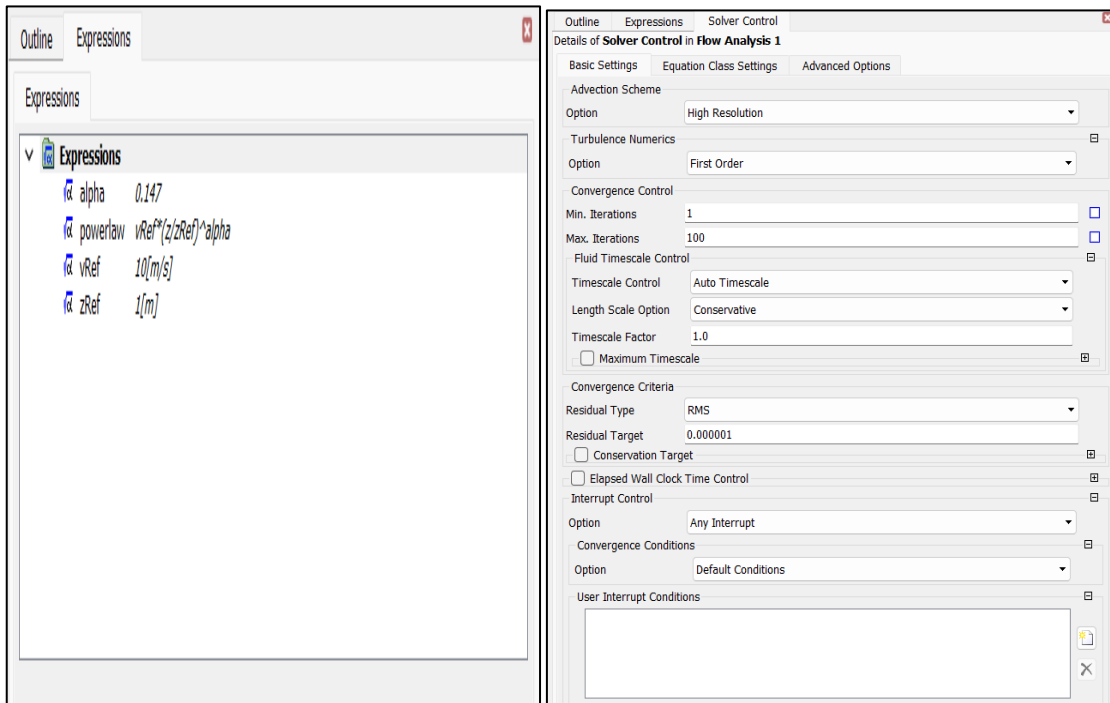 Outline Expressions
Expressions
Expressions
alpha 0.147
powerlaw vRef*(z/zRef)^alpha
vRef 10[m/s]
zRef 1[m]
Outline Expressions Solver Control
Details of Solver Control in Flow Analysis 1
Basic Settings Equation Class Settings Advanced Options
Advection Scheme
Option High Resolution
Turbulence Numerics
Option First Order
Convergence Control
Min. Iterations 1
Max. Iterations 100
Fluid Timescale Control
Timescale Control Auto Timescale
Length Scale Option Conservative
Timescale Factor 1.0
Maximum Timescale
Convergence Criteria
Residual Type RMS
Residual Target 0.000001
Conservation Target
Elapsed Wall Clock Time Control
Interrupt Control
Option Any Interrupt
Convergence Conditions
Option Default Conditions
User Interrupt Conditions